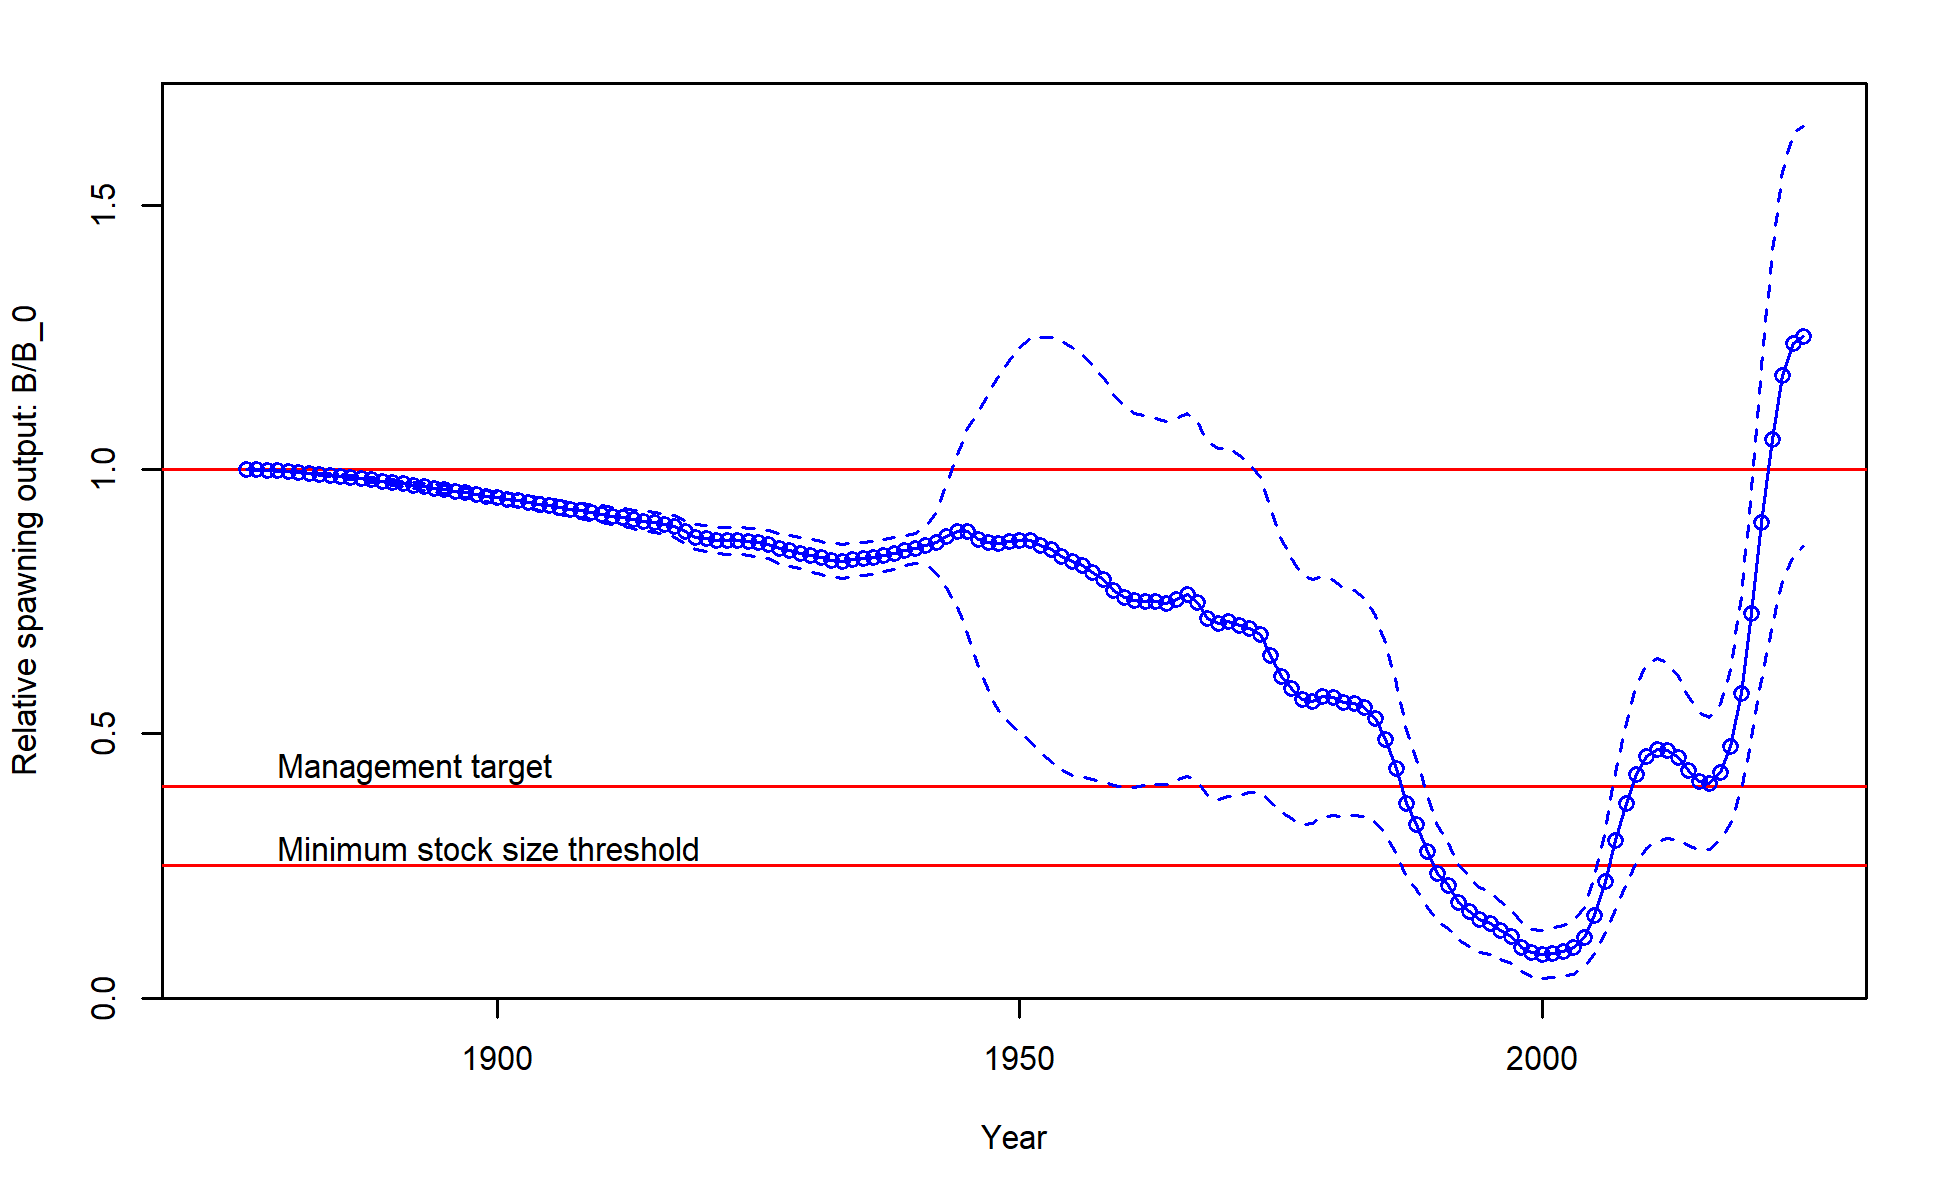 Relative spawning output: B/B_0
1.5
1.0
0.5
0.0
Management target
Minimum stock size threshold
1900
1950
2000
Year